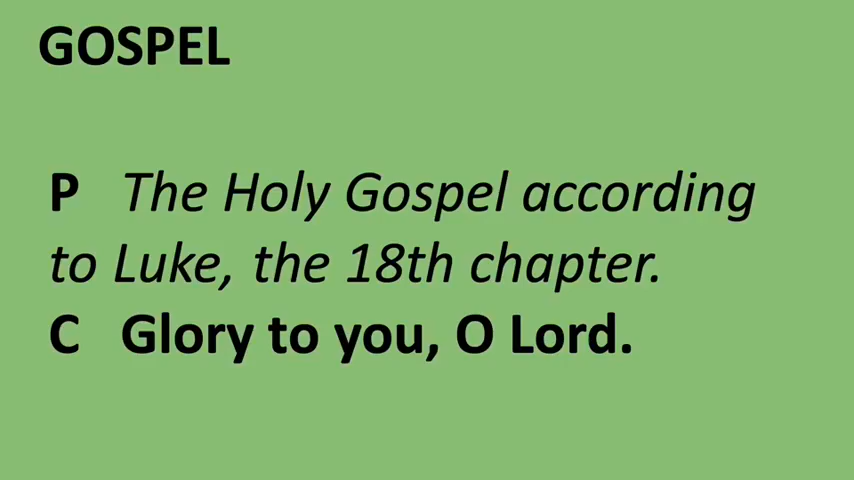 GOSPEL
P The Holy Gospel according
to Luke, the 18th chapter.
C Glory to you, O Lord.